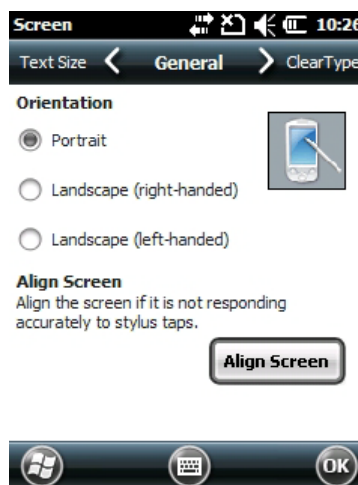 Screen 10:26
Text Size General ClearType
Orientation
Portrait
Landscape (right-handed)
Landscape (left-handed)
Align Screen
Align the screen if it is not responding
accurately to stylus taps.
Align Screen
OK